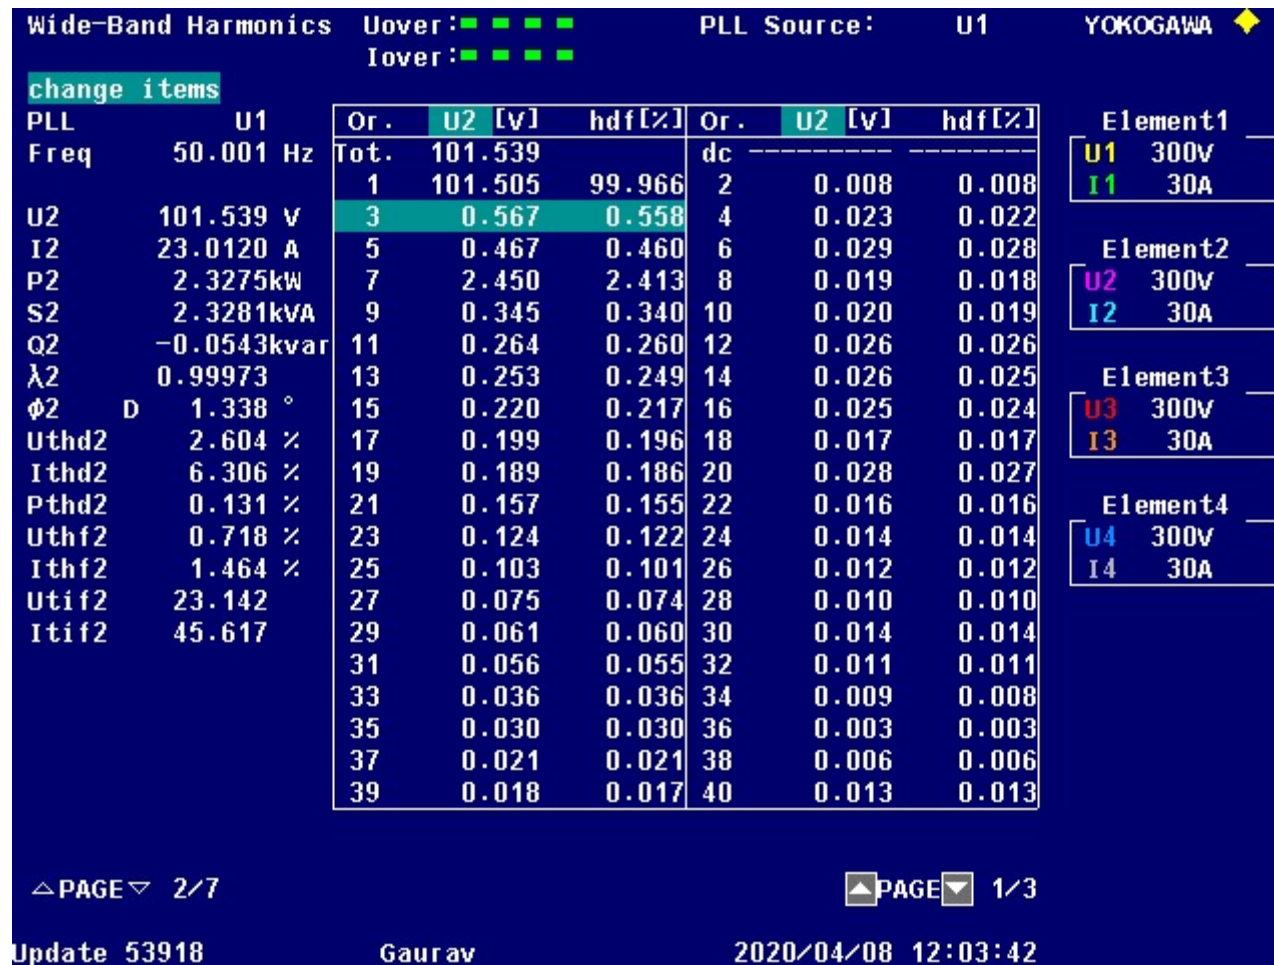 Wide-Band Harmonics Uover: PLL Source: U1 YOKOGAWA
Iover:
change items
PLL U1 Or. U2 [V] hdf[%] Or. U2 [V] hdf[%] Element1
Freq 50.001 Hz Tot. 101.539 dc --------- -------- U1 300V
1 101.505 99.966 2 0.008 0.008 I1 30A
U2 101.539 V 3 0.567 0.558 4 0.023 0.022
I2 23.0120 A 5 0.467 0.460 6 0.029 0.028 Element2
P2 2.3275kW 7 2.450 2.413 8 0.019 0.018 U2 300V
S2 2.3281kVA 9 0.345 0.340 10 0.020 0.019 I2 30A
Q2 -0.0543kvar 11 0.264 0.260 12 0.026 0.026
λ2 0.99973 13 0.253 0.249 14 0.026 0.025 Element3
ϕ2 D 1.338 ° 15 0.220 0.217 16 0.025 0.024 U3 300V
Uthd2 2.604 % 17 0.199 0.196 18 0.017 0.017 I3 30A
Ithd2 6.306 % 19 0.189 0.186 20 0.028 0.027
Pthd2 0.131 % 21 0.157 0.155 22 0.016 0.016 Element4
Uthf2 0.718 % 23 0.124 0.122 24 0.014 0.014 U4 300V
Ithf2 1.464 % 25 0.103 0.101 26 0.012 0.012 I4 30A
Utif2 23.142 27 0.075 0.074 28 0.010 0.010
Itif2 45.617 29 0.061 0.060 30 0.014 0.014
31 0.056 0.055 32 0.011 0.011
33 0.036 0.036 34 0.009 0.008
35 0.030 0.030 36 0.003 0.003
37 0.021 0.021 38 0.006 0.006
39 0.018 0.017 40 0.013 0.013
△PAGE▽ 2/7 ▲PAGE▼ 1/3
Update 53918 Gaurav 2020/04/08 12:03:42